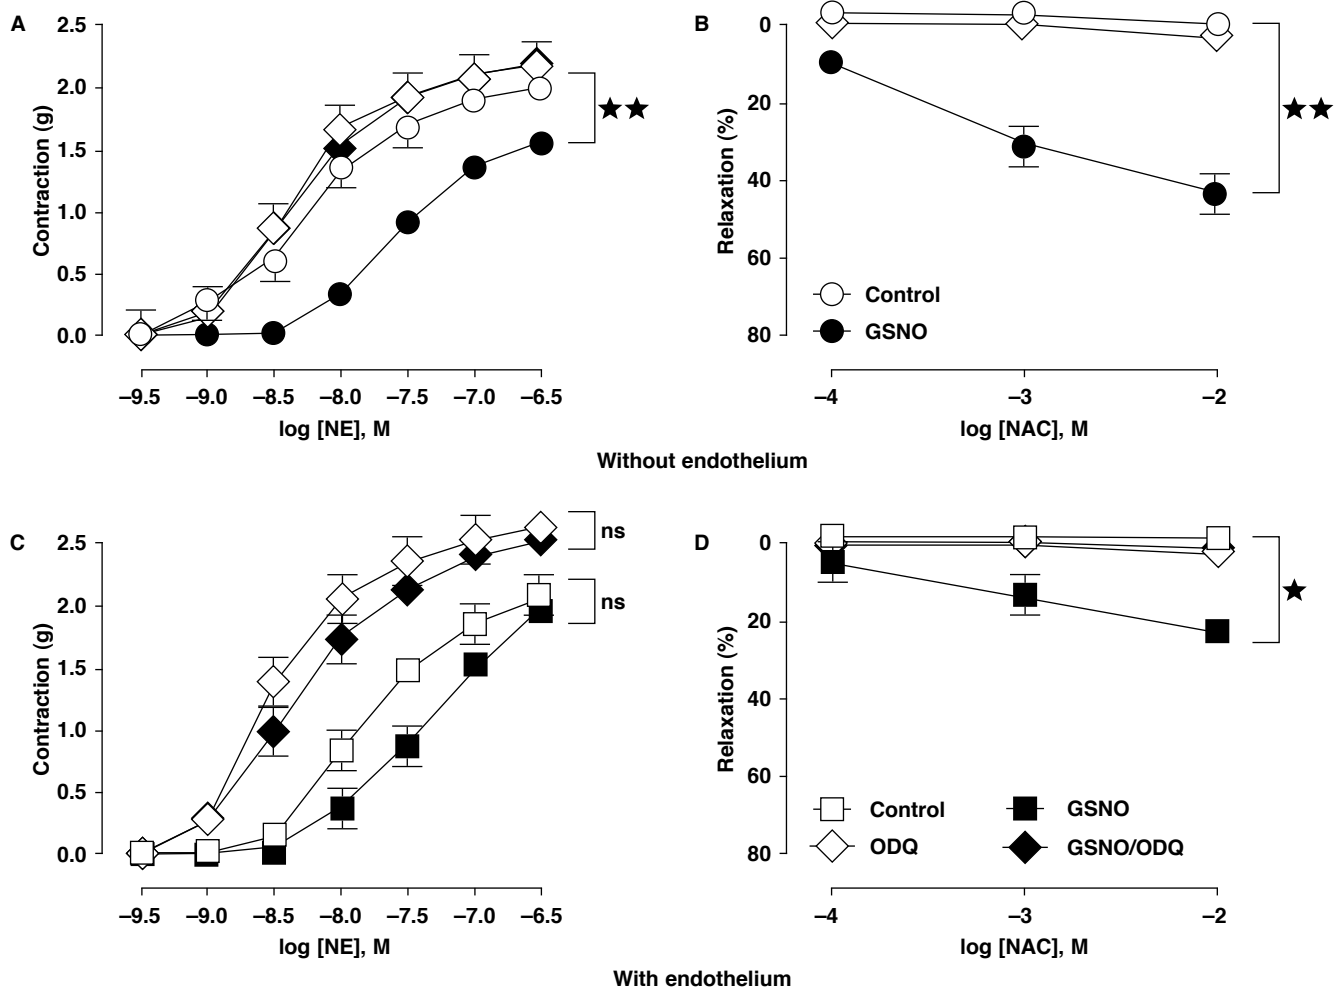 A
2.5
2.0
1.5
1.0
0.5
0.0
Contraction (g)
–9.5 –9.0 –8.5 –8.0 –7.5 –7.0 –6.5
log [NE], M
B
0
20
40
60
80
Relaxation (%)
Control
GSNO
–4 –3 –2
log [NAC], M
Without endothelium
C
2.5
2.0
1.5
1.0
0.5
0.0
Contraction (g)
ns
ns
–9.5 –9.0 –8.5 –8.0 –7.5 –7.0 –6.5
log [NE], M
D
0
20
40
60
80
Relaxation (%)
Control GSNO
ODQ GSNO/ODQ
–4 –3 –2
log [NAC], M
With endothelium